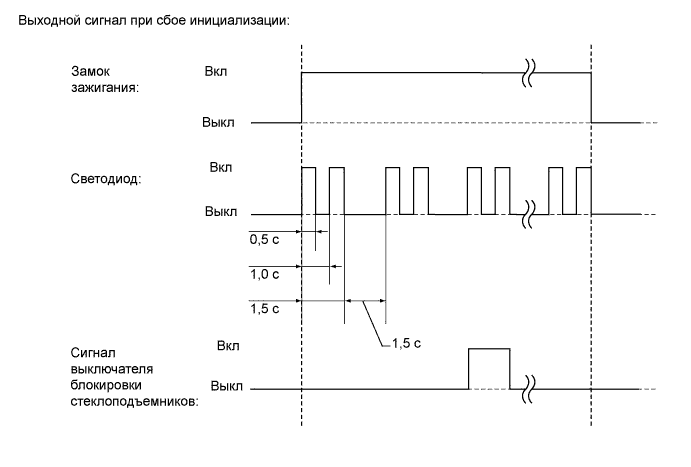 Выходной сигнал при сбое инициализации:
Замок
зажигания:
Вкл
Выкл
Светодиод:
Вкл
Выкл
0,5 с
1,0 с
1,5 с
1,5 с
Сигнал
выключателя
блокировки
стеклоподъемников:
Вкл
Выкл